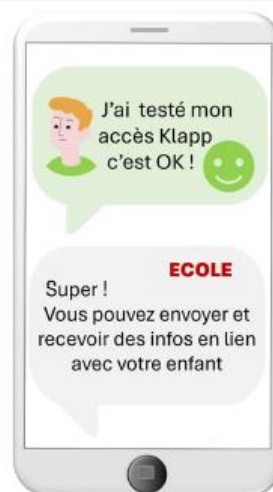 J'ai testé mon
accès Klapp
c'est OK !
ECOLE
Super !
Vous pouvez envoyer et
recevoir des infos en lien
avec votre enfant